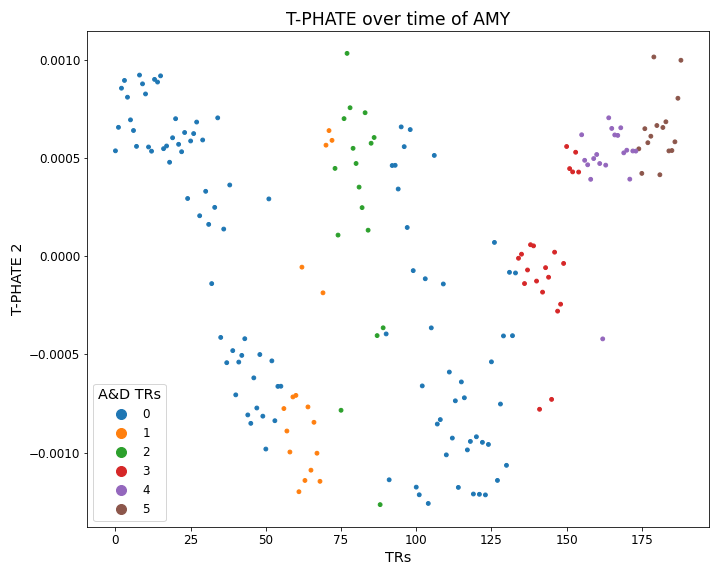 T-PHATE over time of AMY
0.0010
0.0005
0.0000
−0.0005
−0.0010
T-PHATE 2
A&D TRs
0
1
2
3
4
5
0 25 50 75 100 125 150 175
TRs